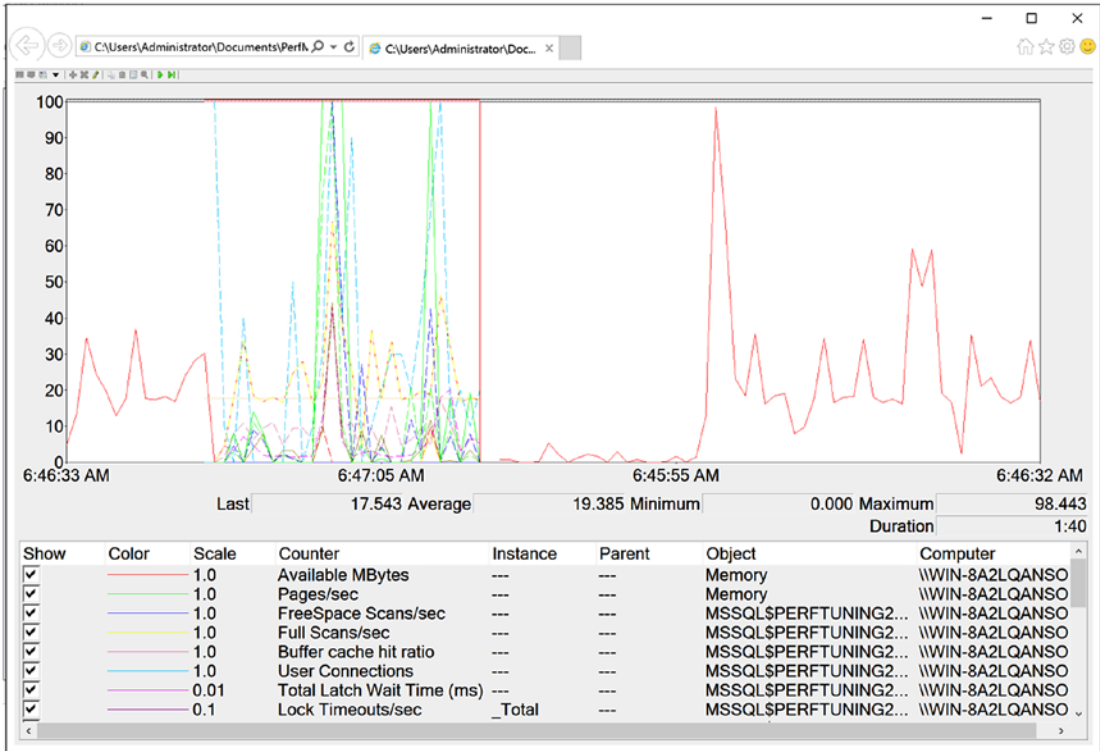 C:\Users\Administrator\Documents\PerfM
C:\Users\Administrator\Doc...
100
90
80
70
60
50
40
30
20
10
0
6:46:33 AM 6:47:05 AM 6:45:55 AM 6:46:32 AM
Last 17.543 Average 19.385 Minimum 0.000 Maximum 98.443
Duration 1:40
Show Color Scale Counter Instance Parent Object Computer
1.0 Available MBytes --- --- Memory \\WIN-8A2LQANSO
1.0 Pages/sec --- --- Memory \\WIN-8A2LQANSO
1.0 FreeSpace Scans/sec --- --- MSSQL$PERFTUNING2... \\WIN-8A2LQANSO
1.0 Full Scans/sec --- --- MSSQL$PERFTUNING2... \\WIN-8A2LQANSO
1.0 Buffer cache hit ratio --- --- MSSQL$PERFTUNING2... \\WIN-8A2LQANSO
1.0 User Connections --- --- MSSQL$PERFTUNING2... \\WIN-8A2LQANSO
0.01 Total Latch Wait Time (ms) --- --- MSSQL$PERFTUNING2... \\WIN-8A2LQANSO
0.1 Lock Timeouts/sec _Total --- MSSQL$PERFTUNING2... \\WIN-8A2LQANSO